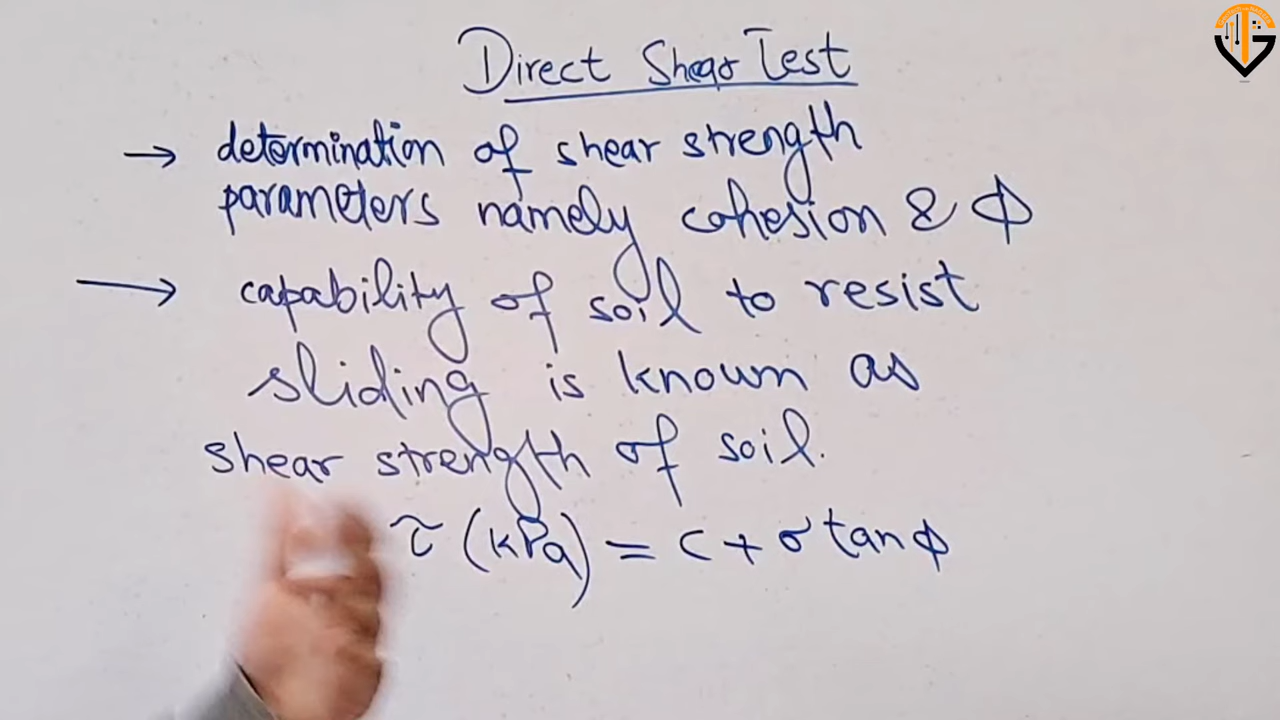 Direct Shear Test
→ determination of shear strength
parameters namely cohesion & Φ
→ capability of soil to resist
sliding is known as
shear strength of soil.
τ (kPa) = c + σ tan ϕ